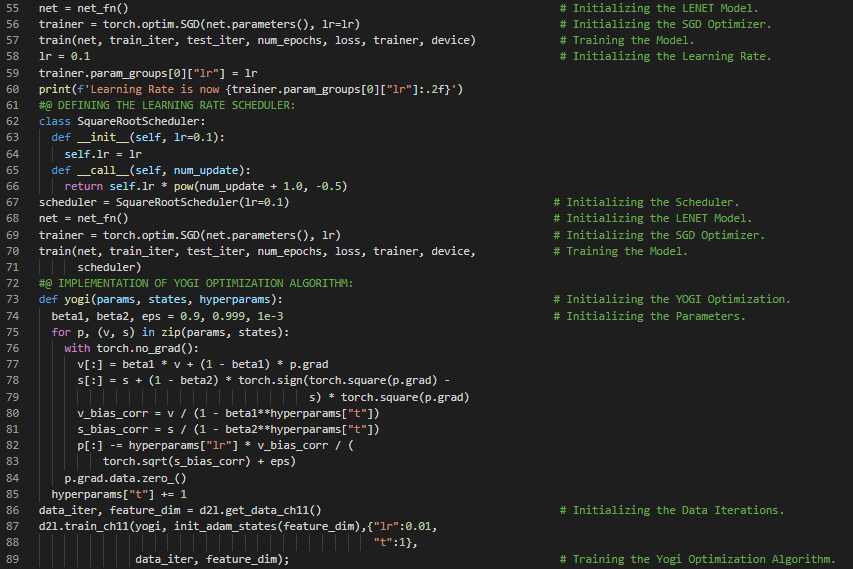 55 net = net_fn() # Initializing the LENET Model.
56 trainer = torch.optim.SGD(net.parameters(), lr=lr) # Initializing the SGD Optimizer.
57 train(net, train_iter, test_iter, num_epochs, loss, trainer, device) # Training the Model.
58 lr = 0.1 # Initializing the Learning Rate.
59 trainer.param_groups[0]["lr"] = lr
60 print(f'Learning Rate is now {trainer.param_groups[0]["lr"]:.2f}')
61 #@ DEFINING THE LEARNING RATE SCHEDULER:
62 class SquareRootScheduler:
63 def __init__(self, lr=0.1):
64 self.lr = lr
65 def __call__(self, num_update):
66 return self.lr * pow(num_update + 1.0, -0.5)
67 scheduler = SquareRootScheduler(lr=0.1) # Initializing the Scheduler.
68 net = net_fn() # Initializing the LENET Model.
69 trainer = torch.optim.SGD(net.parameters(), lr) # Initializing the SGD Optimizer.
70 train(net, train_iter, test_iter, num_epochs, loss, trainer, device, # Training the Model.
71 scheduler)
72 #@ IMPLEMENTATION OF YOGI OPTIMIZATION ALGORITHM:
73 def yogi(params, states, hyperparams): # Initializing the YOGI Optimization.
74 beta1, beta2, eps = 0.9, 0.999, 1e-3 # Initializing the Parameters.
75 for p, (v, s) in zip(params, states):
76 with torch.no_grad():
77 v[:] = beta1 * v + (1 - beta1) * p.grad
78 s[:] = s + (1 - beta2) * torch.sign(torch.square(p.grad) -
79 s) * torch.square(p.grad)
80 v_bias_corr = v / (1 - beta1**hyperparams["t"])
81 s_bias_corr = s / (1 - beta2**hyperparams["t"])
82 p[:] -= hyperparams["lr"] * v_bias_corr / (
83 torch.sqrt(s_bias_corr) + eps)
84 p.grad.data.zero_()
85 hyperparams["t"] += 1
86 data_iter, feature_dim = d2l.get_data_ch11() # Initializing the Data Iterations.
87 d2l.train_ch11(yogi, init_adam_states(feature_dim),{"lr":0.01,
88 "t":1},
89 data_iter, feature_dim); # Training the Yogi Optimization Algorithm.